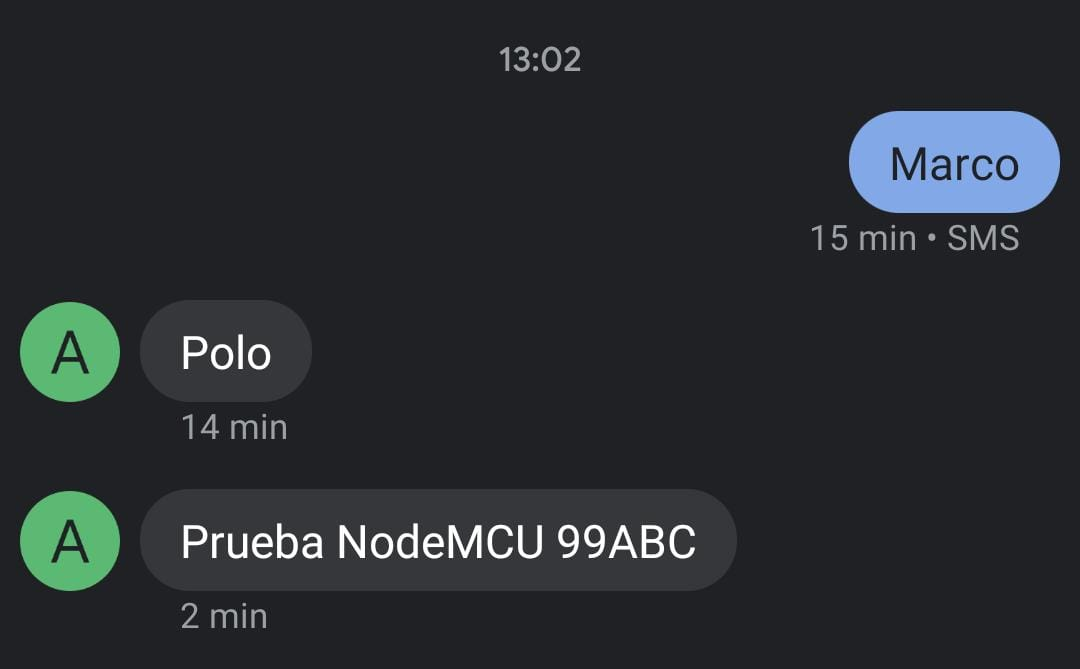 13:02
Marco
15 min • SMS
A
Polo
14 min
A
Prueba NodeMCU 99ABC
2 min